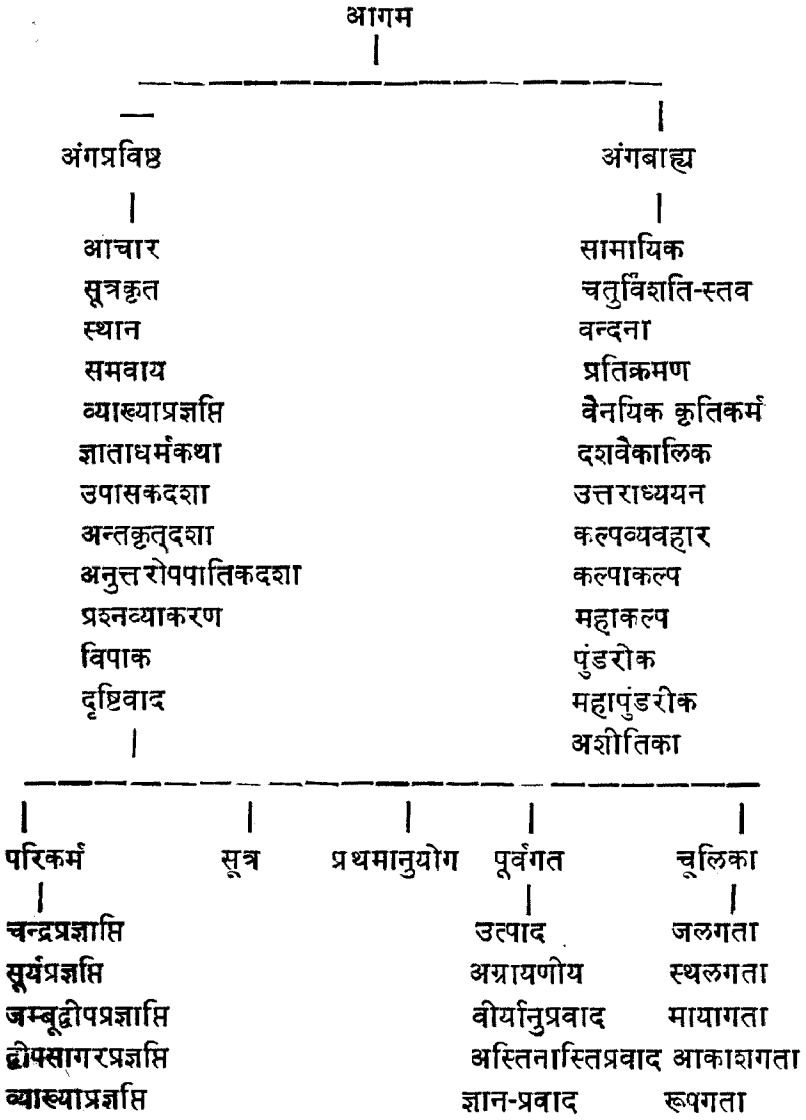 आगम
अंगप्रविष्ठ अंगबाह्य
आचार सामायिक
सूत्रकृत चतुर्विंशति-स्तव
स्थान वन्दना
समवाय प्रतिक्रमण
व्याख्याप्रज्ञप्ति वैनयिक कृतिकर्म
ज्ञाताधर्मकथा दशवैकालिक
उपासकदशा उत्तराध्ययन
अन्तकृत्दशा कल्पव्यवहार
अनुत्तरोपपातिकदशा कल्पाकल्प
प्रश्नव्याकरण महाकल्प
विपाक पुंडरोक
दृष्टिवाद महापुंडरीक
अशीतिका
परिकर्म सूत्र प्रथमानुयोग पूर्वगत चूलिका
चन्द्रप्रज्ञाप्ति उत्पाद जलगता
सूर्यप्रज्ञप्ति अग्रायणीय स्थलगता
जम्बूद्वीपप्रज्ञाप्ति वीर्यानुप्रवाद मायागता
द्वीपसागरप्रज्ञप्ति अस्तिनास्तिप्रवाद आकाशगता
व्याख्याप्रज्ञप्ति ज्ञान-प्रवाद रूपगता